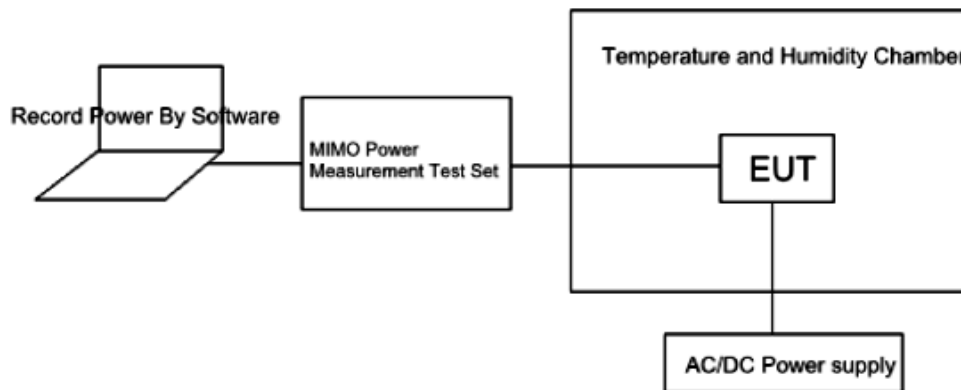 Temperature and Humidity Chamber
Record Power By Software
MIMO Power
Measurement Test Set
EUT
AC/DC Power supply